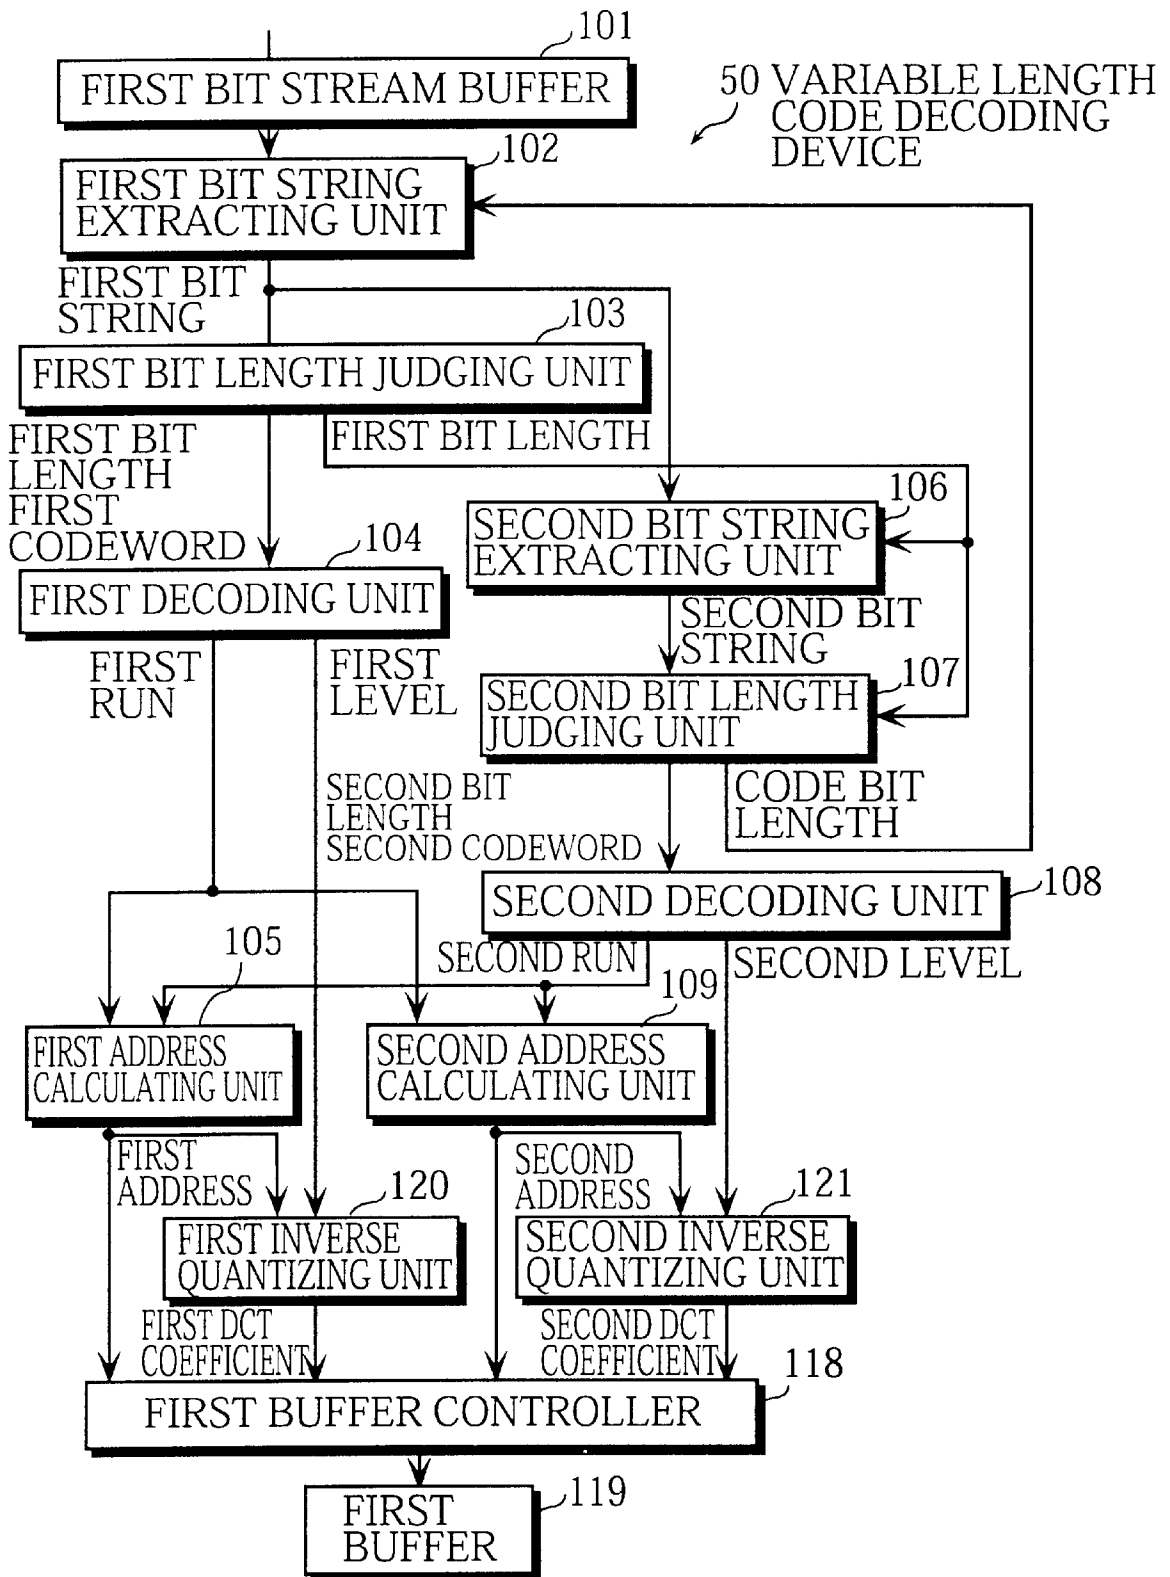 101
FIRST BIT STREAM BUFFER
50 VARIABLE LENGTH
CODE DECODING
DEVICE
102
FIRST BIT STRING
EXTRACTING UNIT
FIRST BIT
STRING
103
FIRST BIT LENGTH JUDGING UNIT
FIRST BIT
LENGTH
FIRST
CODEWORD
FIRST BIT LENGTH
106
SECOND BIT STRING
EXTRACTING UNIT
104
FIRST DECODING UNIT
SECOND BIT
STRING
FIRST
RUN
FIRST
LEVEL
107
SECOND BIT LENGTH
JUDGING UNIT
SECOND BIT
LENGTH
SECOND CODEWORD
CODE BIT
LENGTH
108
SECOND DECODING UNIT
SECOND RUN
SECOND LEVEL
105
FIRST ADDRESS
CALCULATING UNIT
109
SECOND ADDRESS
CALCULATING UNIT
FIRST
ADDRESS
SECOND
ADDRESS
120
FIRST INVERSE
QUANTIZING UNIT
121
SECOND INVERSE
QUANTIZING UNIT
FIRST DCT
COEFFICIENT
SECOND DCT
COEFFICIENT
118
FIRST BUFFER CONTROLLER
119
FIRST
BUFFER